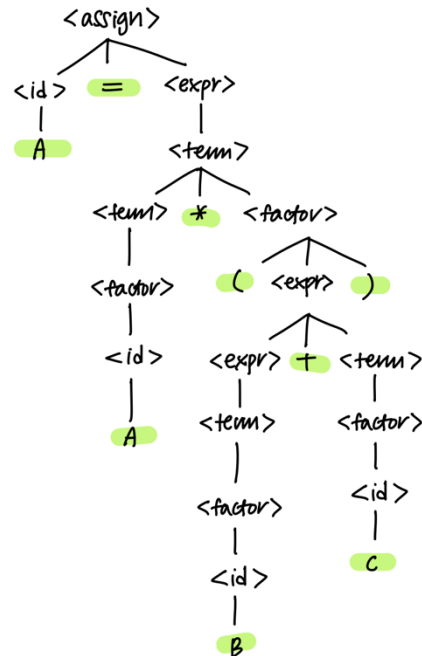 <assign>
<id> = <expr>
A
<term>
<term> * <factor>
<factor> ( <expr> )
<id> <expr> + <term>
A <term> <factor>
<factor> <id>
<id> C
B